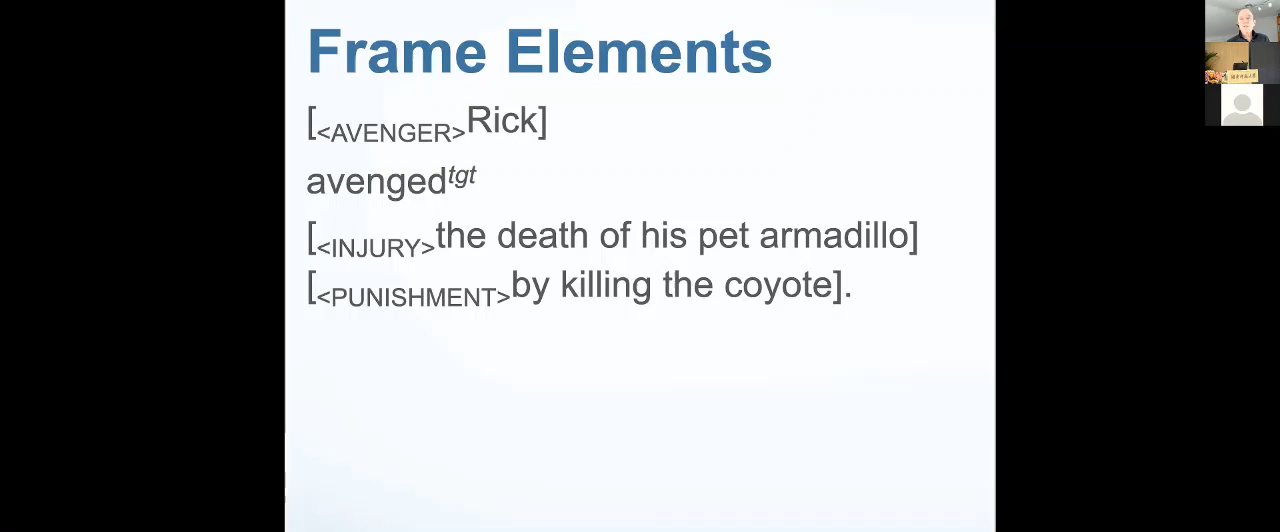 Frame Elements
[<AVENGER>Rick]
avenged tgt
[<INJURY>the death of his pet armadillo]
[<PUNISHMENT>by killing the coyote].